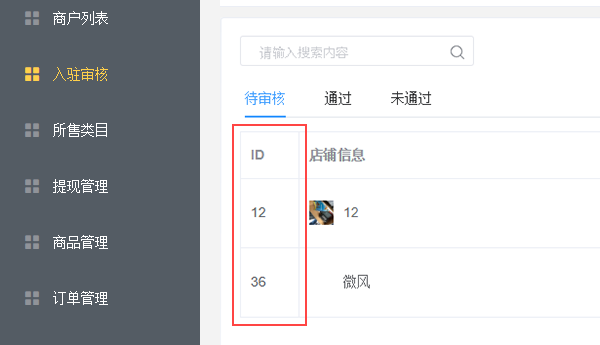 商户列表
入驻审核
所售类目
提现管理
商品管理
订单管理
请输入搜索内容
待审核 通过 未通过
ID 店铺信息
12 12
36 微风